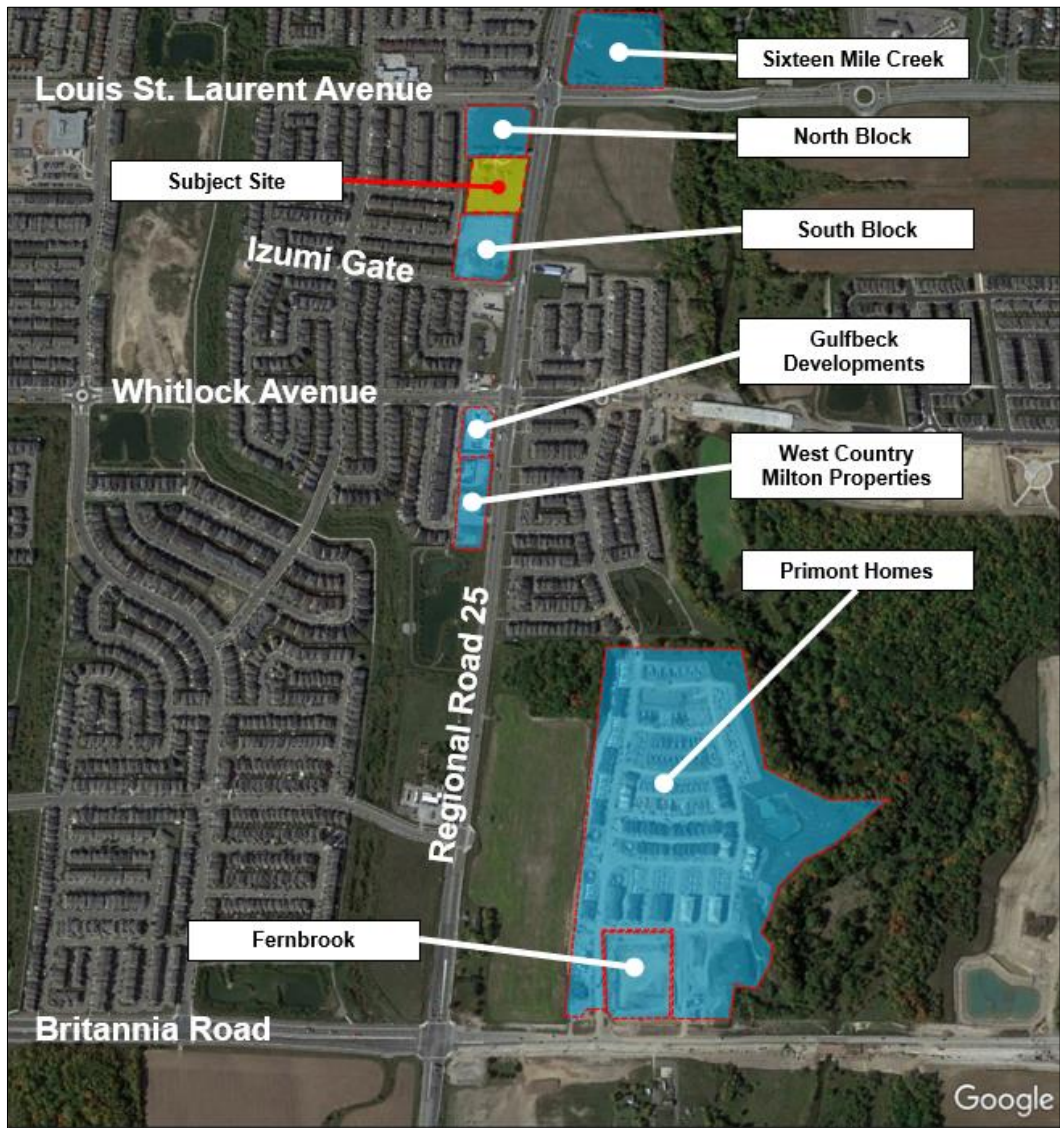 Sixteen Mile Creek
Louis St. Laurent Avenue
North Block
Subject Site
South Block
Izumi Gate
Gulfbeck
Developments
Whitlock Avenue
West Country
Milton Properties
Primont Homes
Regional Road 25
Fernbrook
Britannia Road
Google